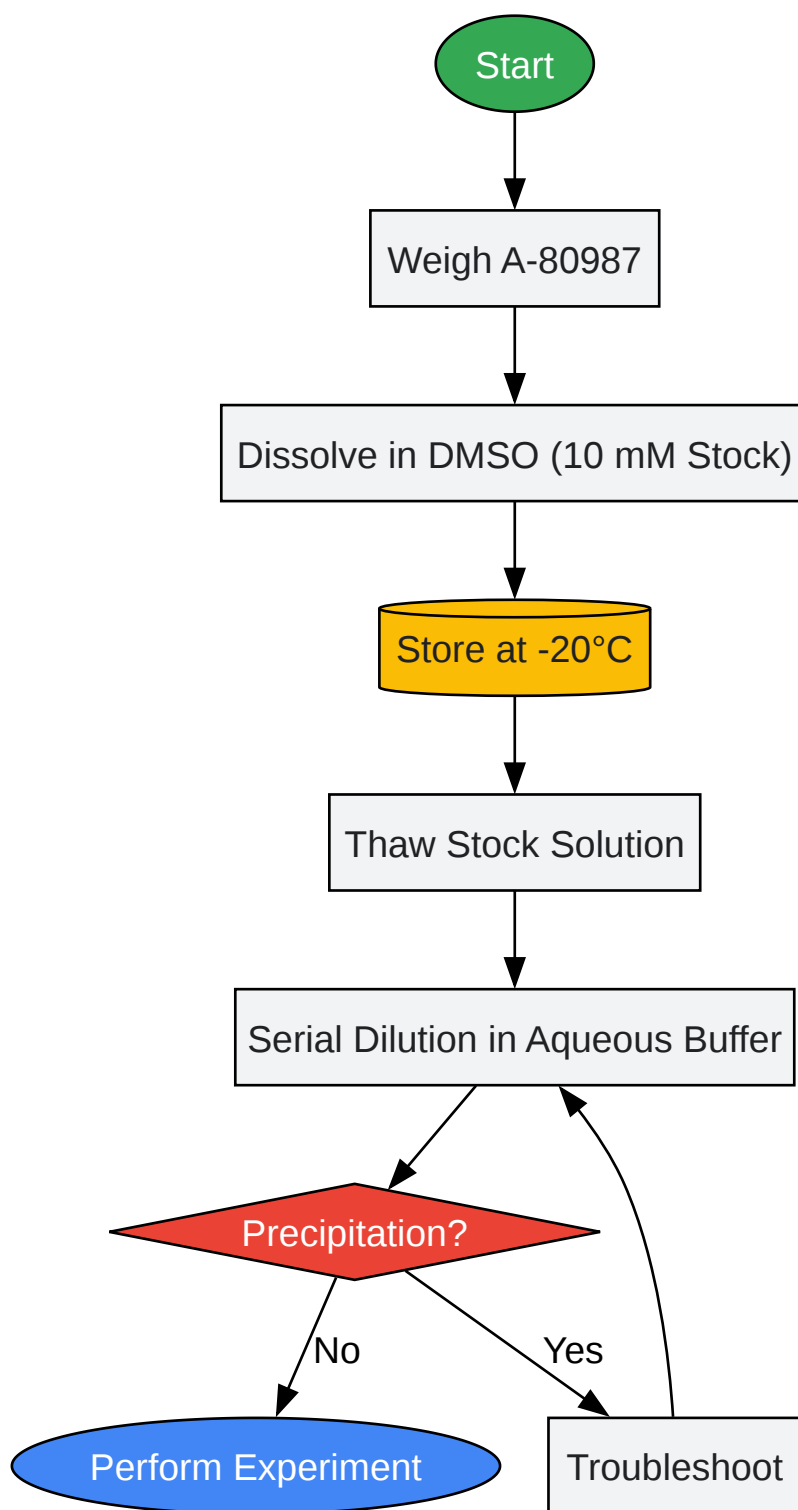 Start
Weigh A-80987
Dissolve in DMSO (10 mM Stock)
Store at -20°C
Thaw Stock Solution
Serial Dilution in Aqueous Buffer
Precipitation?
No
Yes
Perform Experiment
Troubleshoot